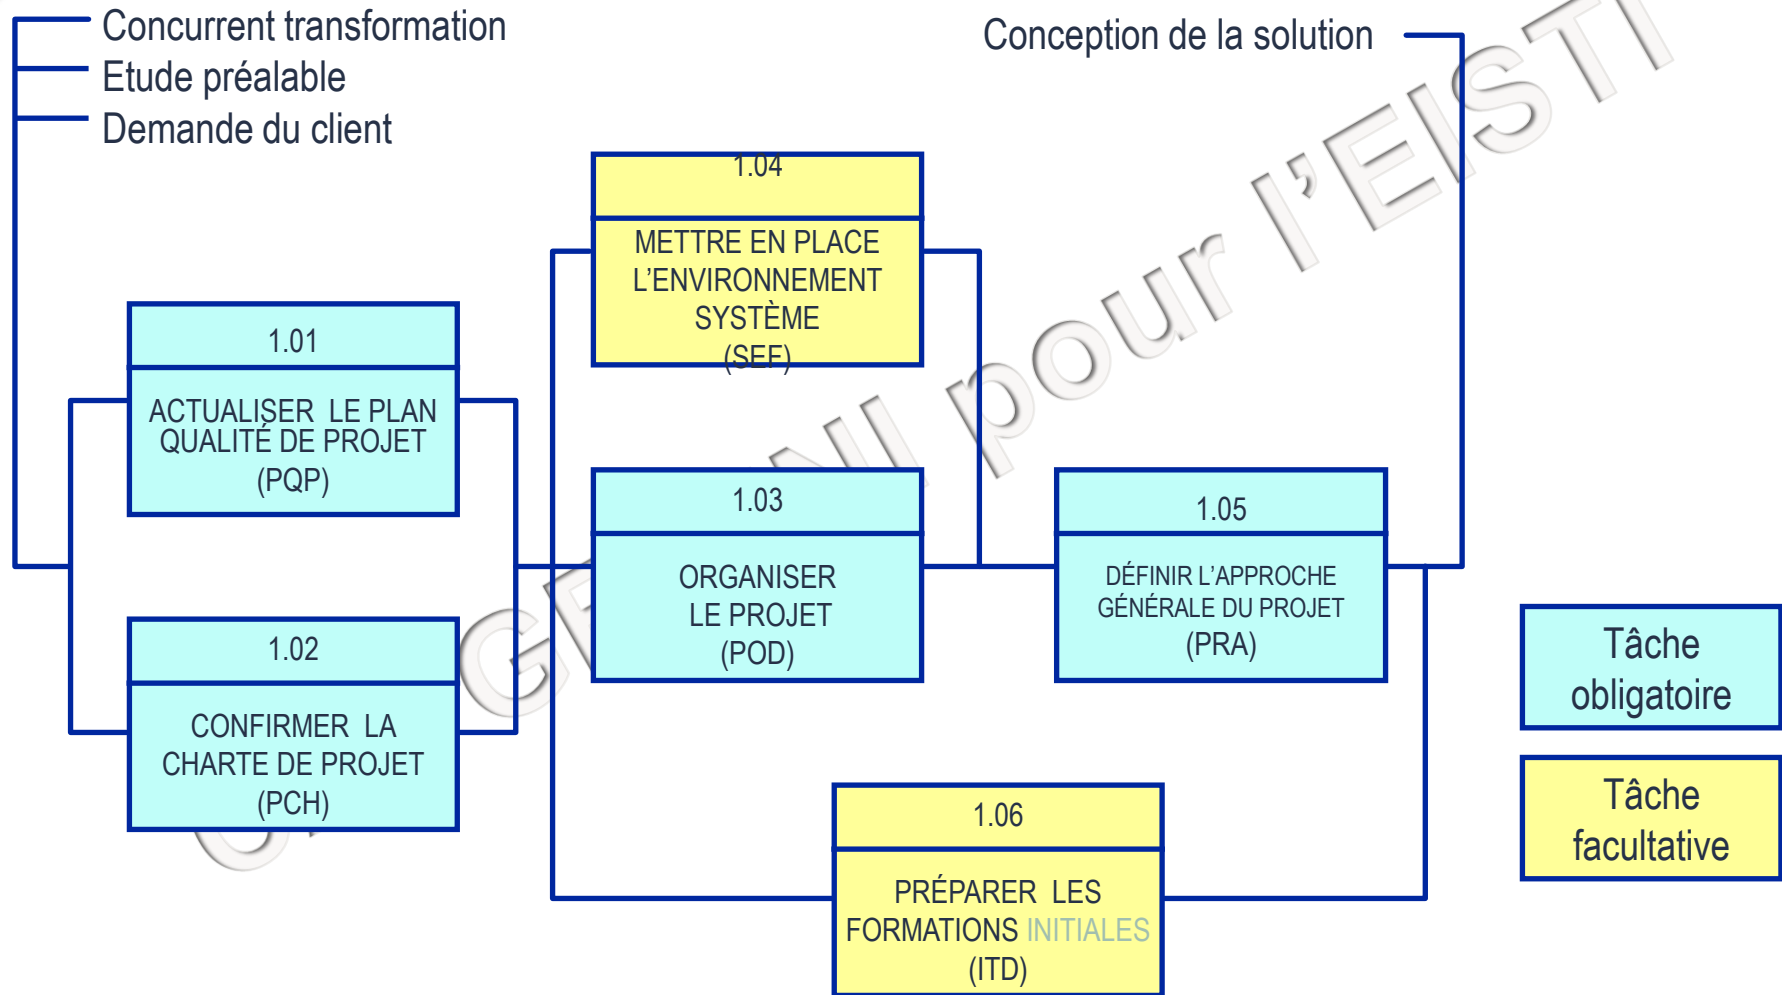 Concurrent transformation
Etude préalable
Demande du client
Conception de la solution
1.04
METTRE EN PLACE
L'ENVIRONNEMENT
SYSTÈME
(SEF)
1.01
ACTUALISER LE PLAN
QUALITÉ DE PROJET
(PQP)
1.03
ORGANISER
LE PROJET
(POD)
1.05
DÉFINIR L'APPROCHE
GÉNÉRALE DU PROJET
(PRA)
1.02
CONFIRMER LA
CHARTE DE PROJET
(PCH)
1.06
PRÉPARER LES
FORMATIONS INITIALES
(ITD)
Tâche
obligatoire
Tâche
facultative
pour l'EISTI